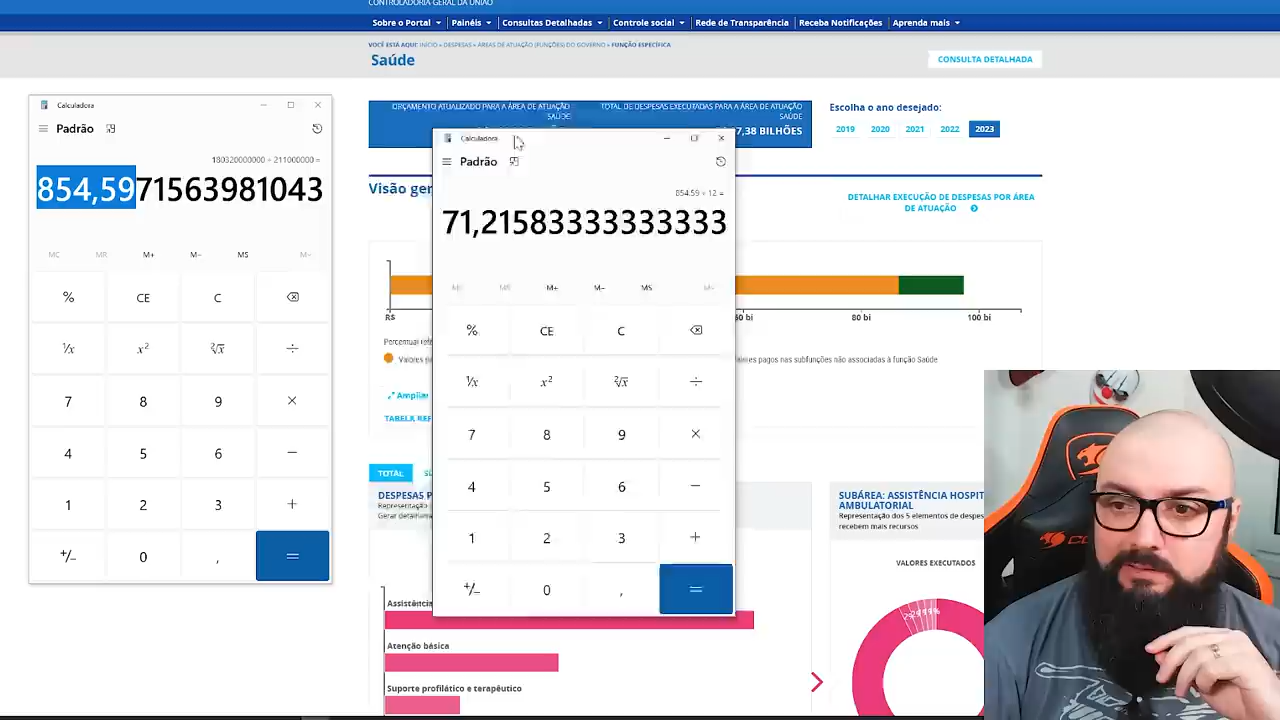 CONTROLADORIA-GERAL DA UNIÃO
Sobre o Portal Painéis Consultas Detalhadas Controle social Rede de Transparência Receba Notificações Aprenda mais
VOCÊ ESTÁ AQUI: INÍCIO » DESPESAS » ÁREAS DE ATUAÇÃO (FUNÇÕES) DO GOVERNO » FUNÇÃO ESPECÍFICA
Saúde
CONSULTA DETALHADA
Calculadora
Padrão
180320000000 ÷ 211000000 =
854,5971563981043
MC MR M+ M− MS M˅
% CE C
¹/x x² ²√x ÷
7 8 9 ×
4 5 6 −
1 2 3 +
+/− 0 , =
ORÇAMENTO ATUALIZADO PARA A ÁREA DE ATUAÇÃO
SAÚDE
TOTAL DE DESPESAS EXECUTADAS PARA A ÁREA DE ATUAÇÃO
SAÚDE
7,38 BILHÕES
Escolha o ano desejado:
2019 2020 2021 2022 2023
Calculadora
Padrão
854,59 ÷ 12 =
71,21583333333333
MC MR M+ M− MS M˅
% CE C
¹/x x² ²√x ÷
7 8 9 ×
4 5 6 −
1 2 3 +
+/− 0 , =
Visão ger
DETALHAR EXECUÇÃO DE DESPESAS POR ÁREA
DE ATUAÇÃO
R$ 60 bi 80 bi 100 bi
Percentual
Valores
valores pagos nas subfunções não associadas à função Saúde
Ampliar
TABELA REF
TOTAL
DESPESAS P
Representação
Gerar
SUBÁREA: ASSISTÊNCIA HOSPIT
AMBULATORIAL
Representação dos 5 elementos de despes
recebem mais recursos
VALORES EXECUTADOS
Assistênci
Atenção básica
Suporte profilático e terapêutico